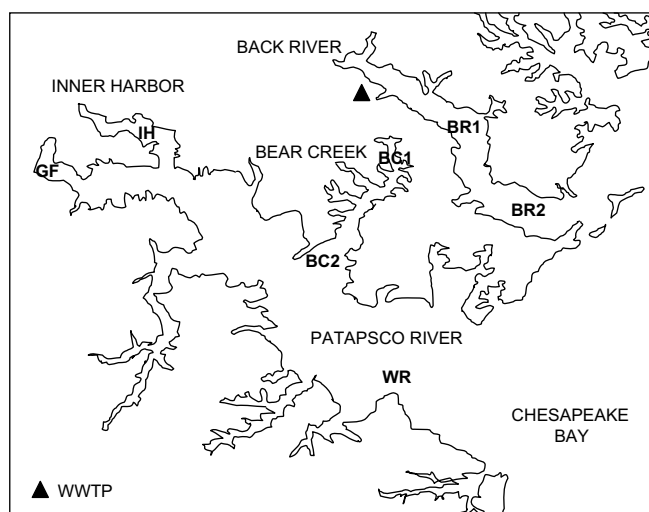 BACK RIVER
INNER HARBOR
IH
BR1
BEAR CREEK
BC1
GF
BR2
BC2
PATAPSCO RIVER
WR
CHESAPEAKE
BAY
WWTP